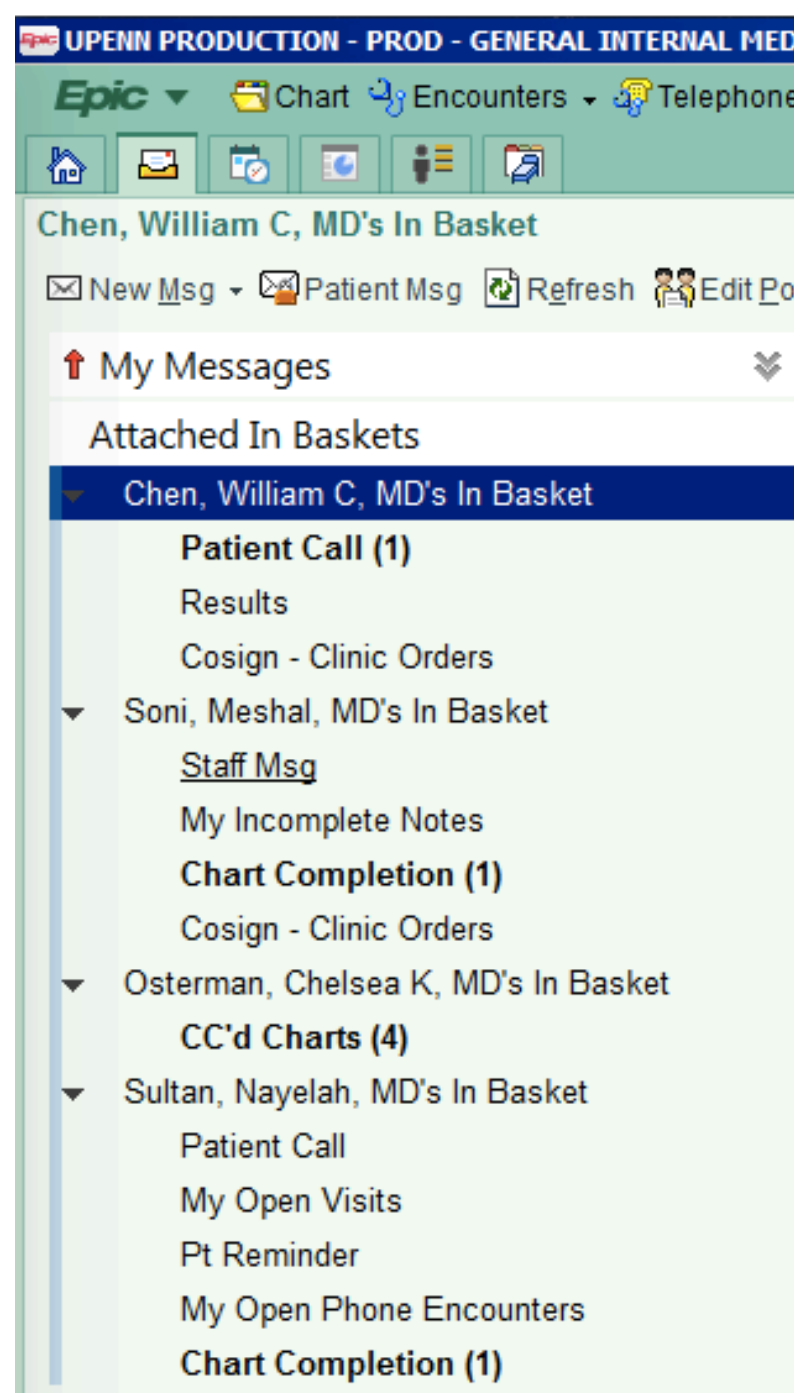 Epic UPENN PRODUCTION - PROD - GENERAL INTERNAL MED
Epic Chart Encounters Telephone
Chen, William C, MD's In Basket
New Msg Patient Msg Refresh Edit Po
My Messages
Attached In Baskets
Chen, William C, MD's In Basket
Patient Call (1)
Results
Cosign - Clinic Orders
Soni, Meshal, MD's In Basket
Staff Msg
My Incomplete Notes
Chart Completion (1)
Cosign - Clinic Orders
Osterman, Chelsea K, MD's In Basket
CC'd Charts (4)
Sultan, Nayelah, MD's In Basket
Patient Call
My Open Visits
Pt Reminder
My Open Phone Encounters
Chart Completion (1)